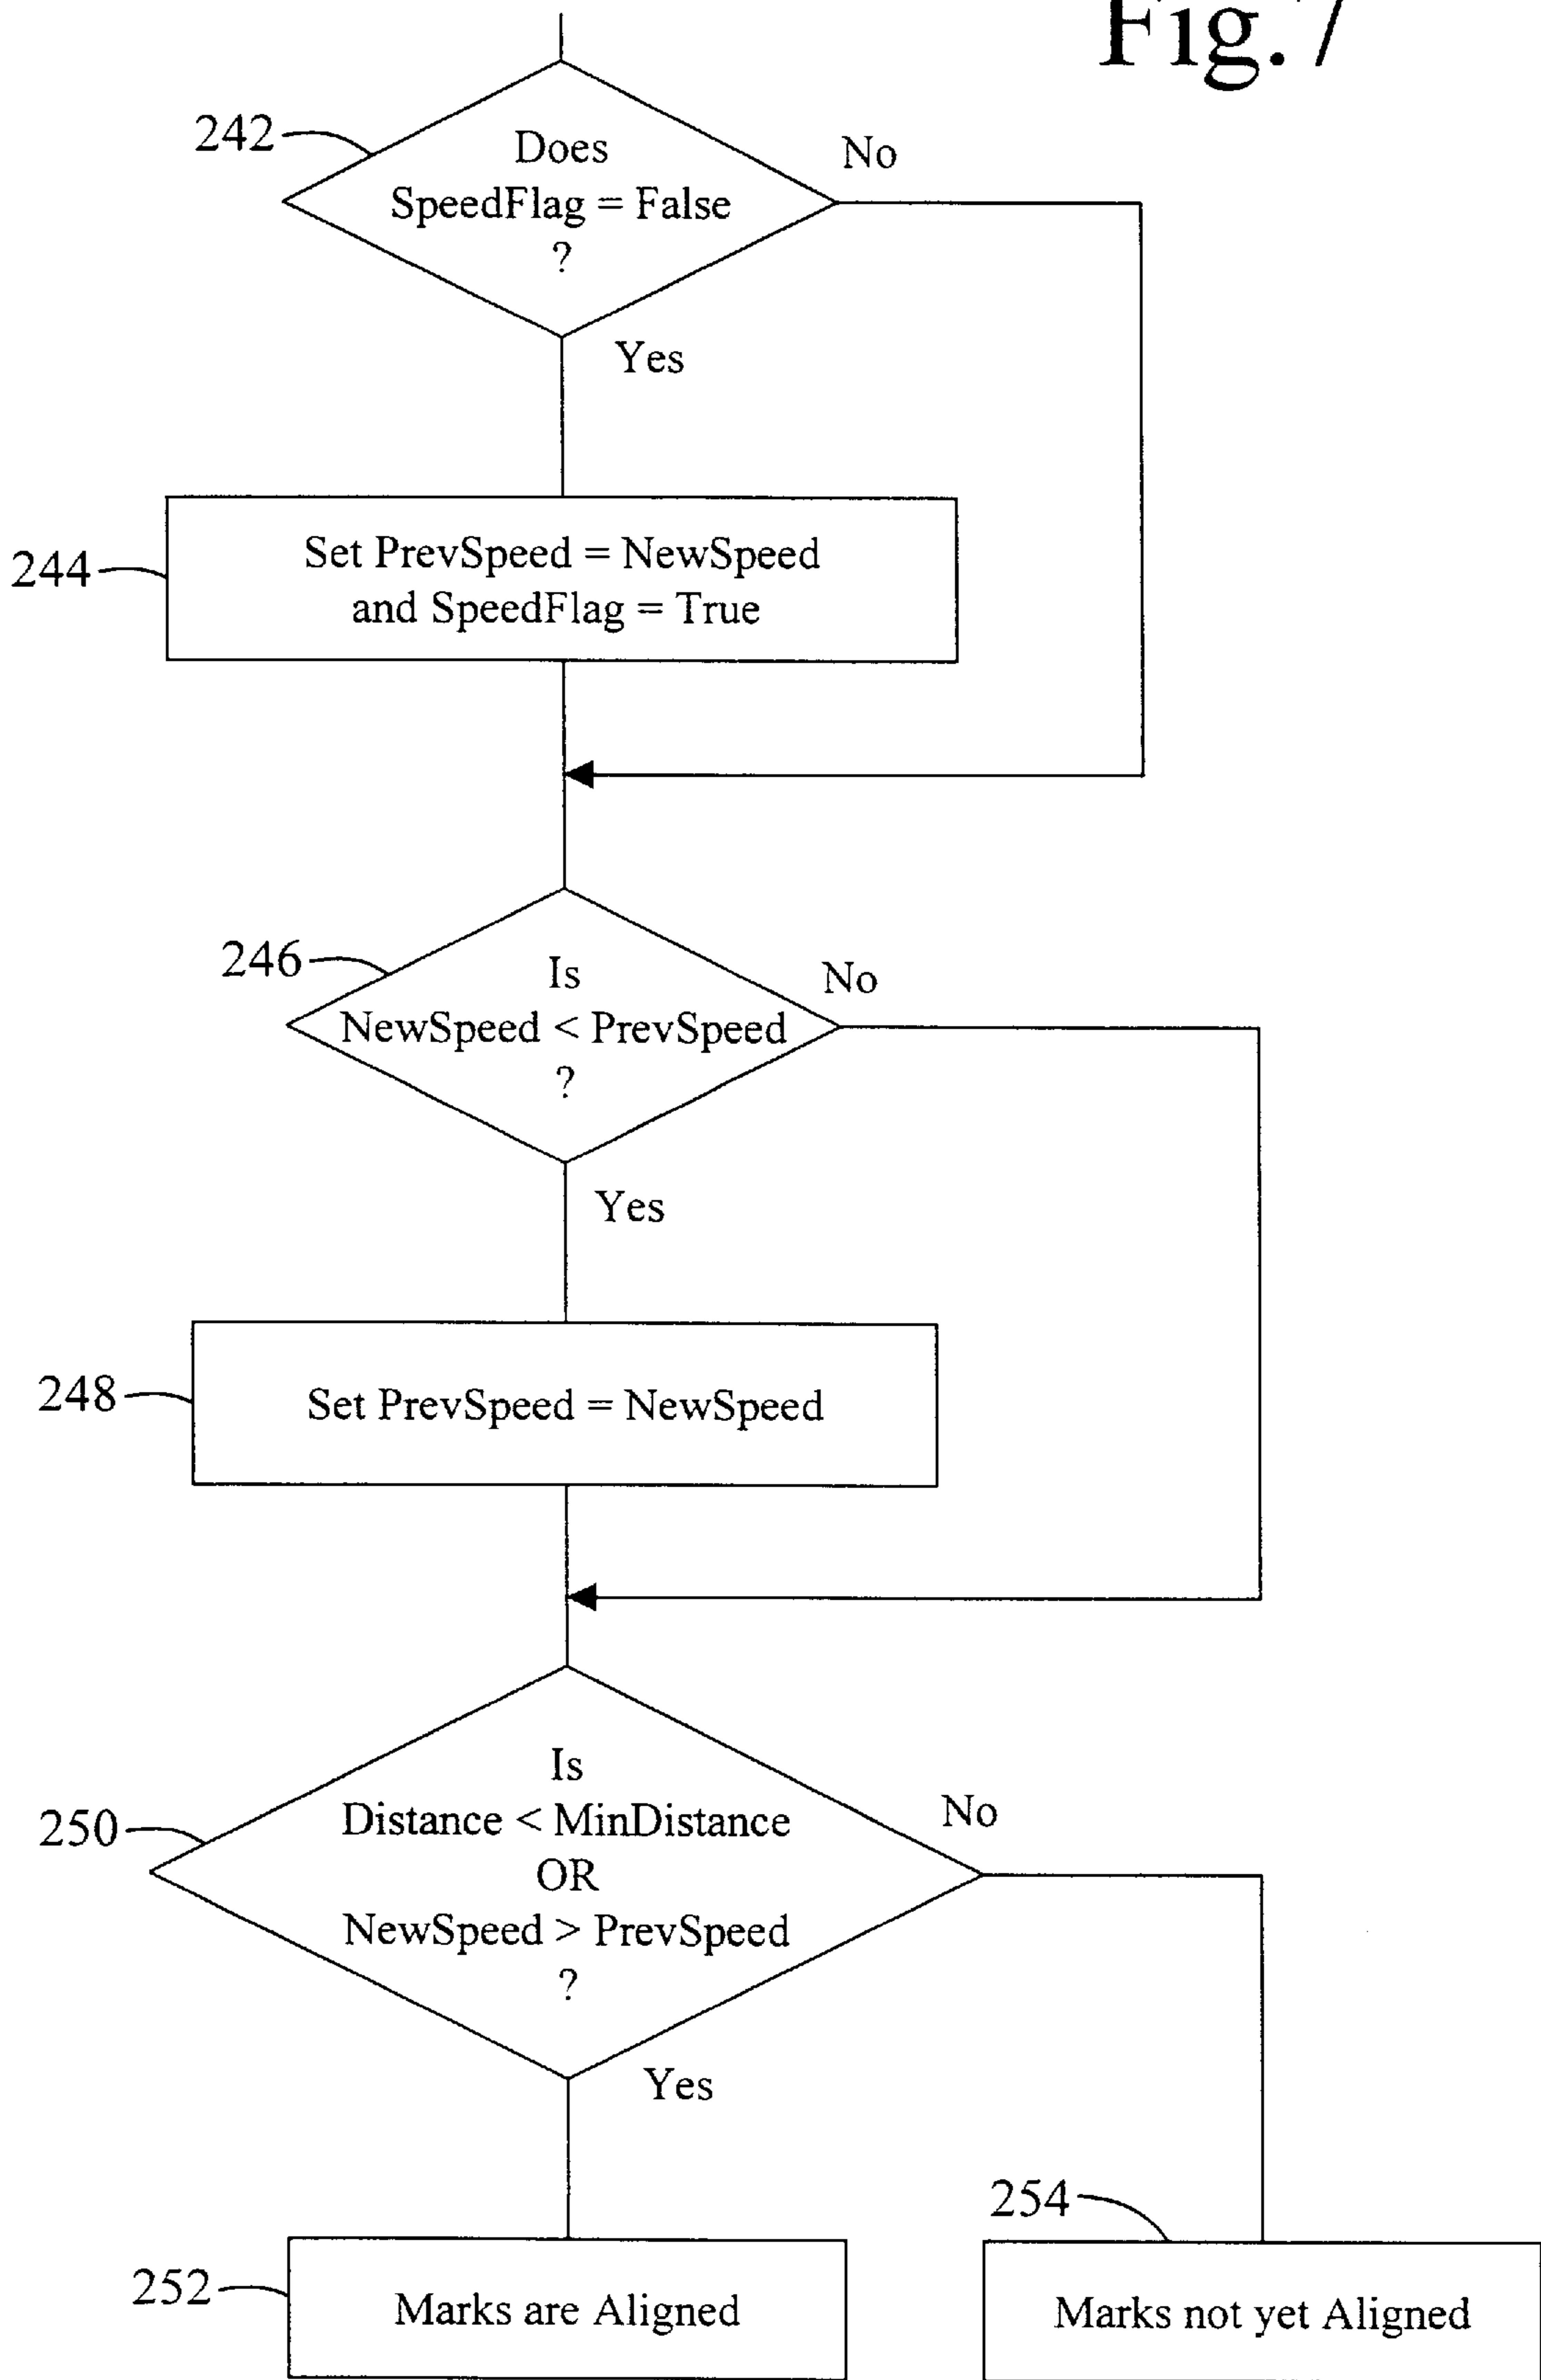 Fig.7
242
Does
SpeedFlag = False
?
No
Yes
244
Set PrevSpeed = NewSpeed
and SpeedFlag = True
246
Is
NewSpeed < PrevSpeed
?
No
Yes
248
Set PrevSpeed = NewSpeed
250
Is
Distance < MinDistance
OR
NewSpeed > PrevSpeed
?
No
Yes
252
Marks are Aligned
254
Marks not yet Aligned